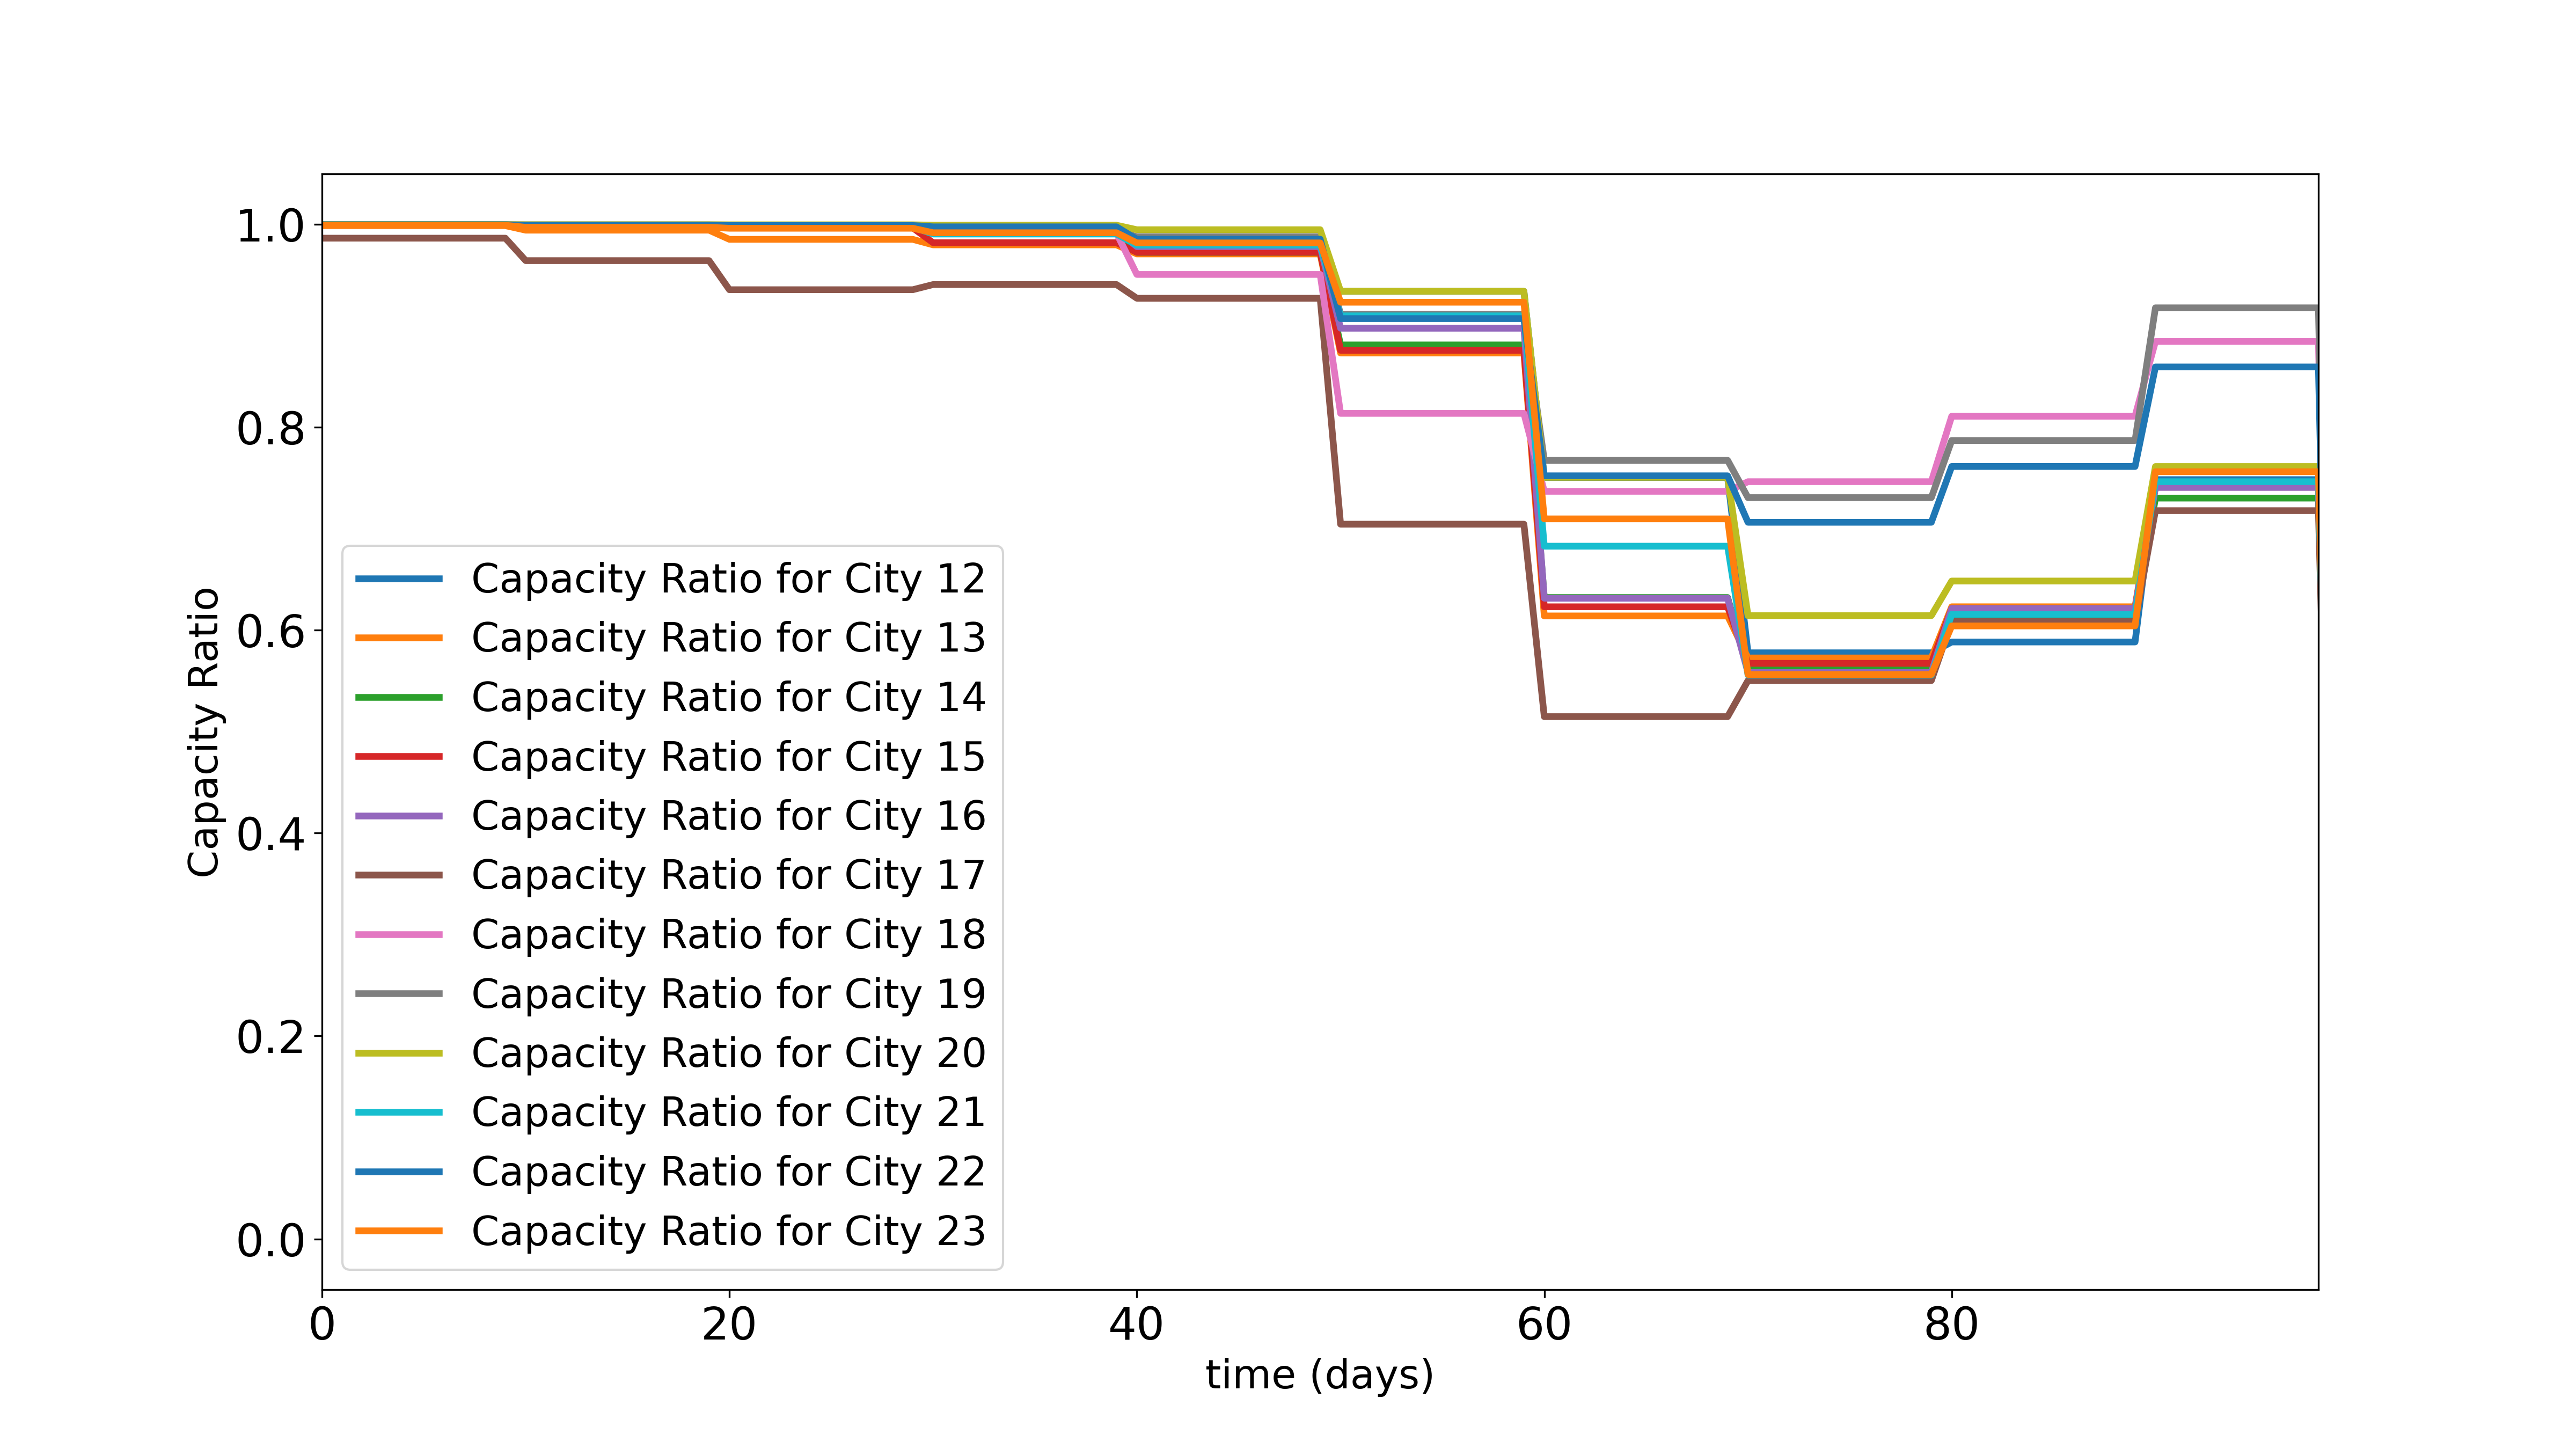 1.0
0.8
0.6
0.4
0.2
0.0
Capacity Ratio
Capacity Ratio for City 12
Capacity Ratio for City 13
Capacity Ratio for City 14
Capacity Ratio for City 15
Capacity Ratio for City 16
Capacity Ratio for City 17
Capacity Ratio for City 18
Capacity Ratio for City 19
Capacity Ratio for City 20
Capacity Ratio for City 21
Capacity Ratio for City 22
Capacity Ratio for City 23
0 20 40 60 80
time (days)